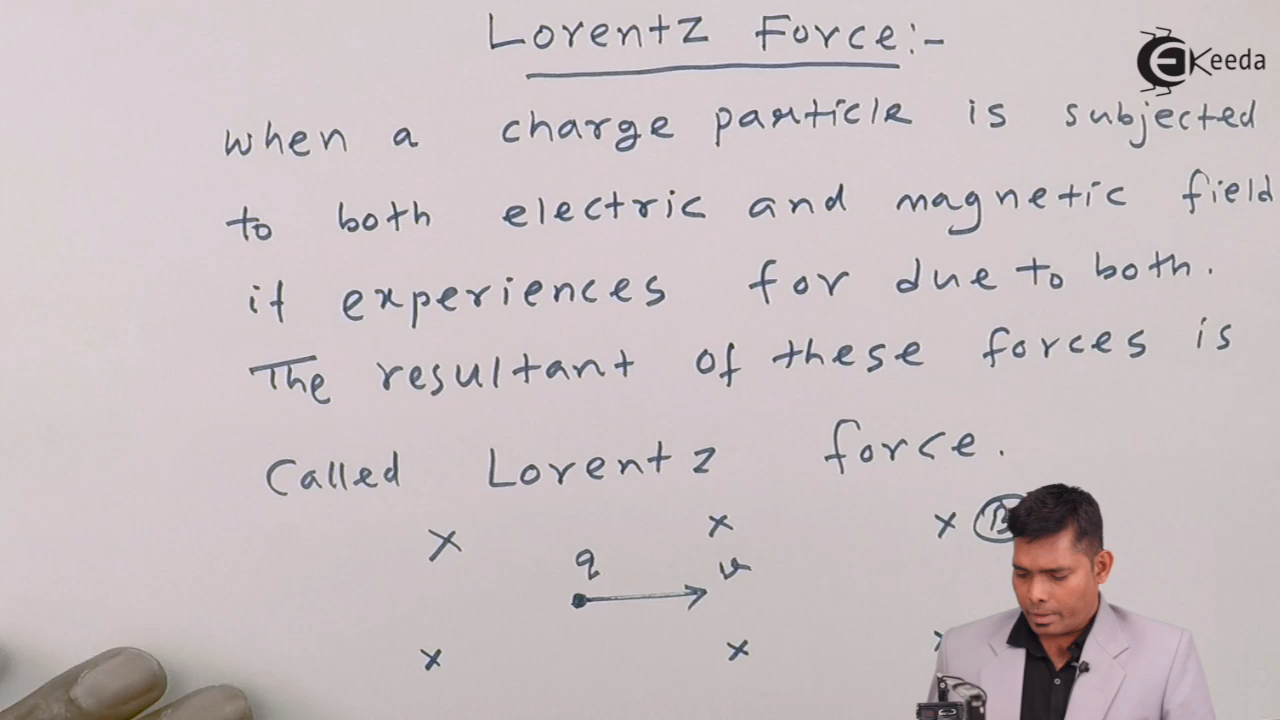 Lorentz Force:-
Keeda
when a charge particle is subjected
to both electric and magnetic field
it experiences for due to both.
The resultant of these forces is
Called Lorentz force.
x x x B
q v
x x x